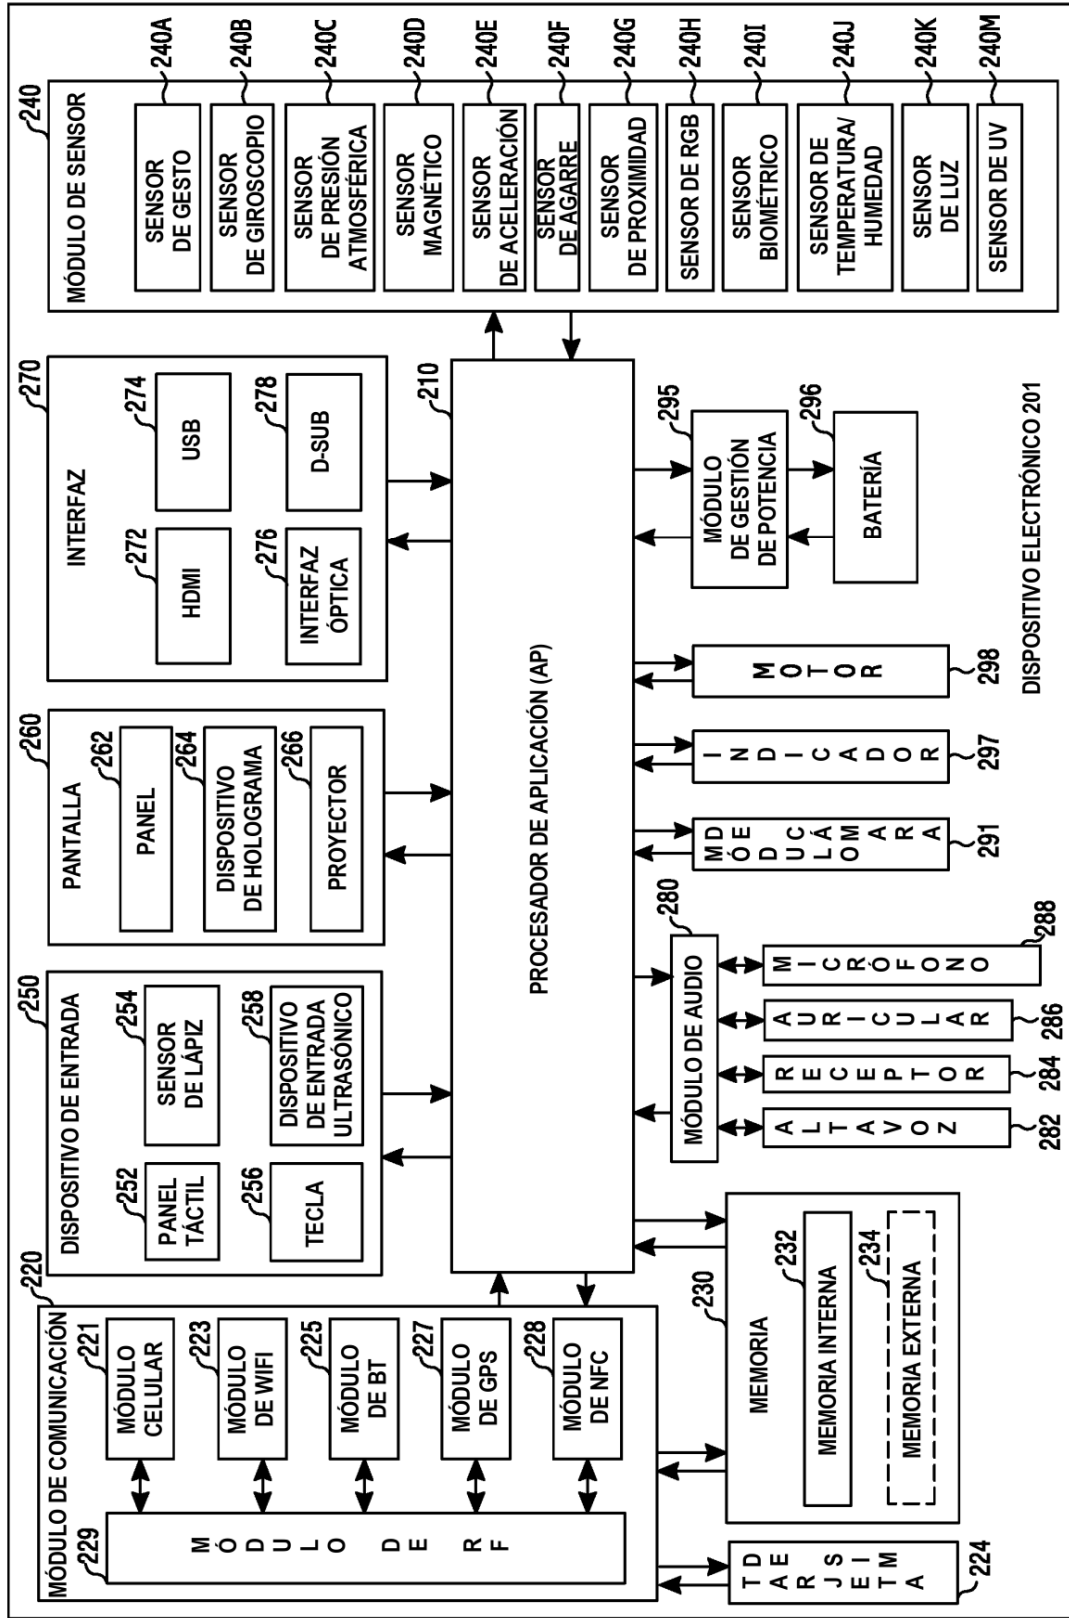 DISPOSITIVO ELECTRÓNICO 201
MÓDULO DE COMUNICACIÓN
220
MÓDULO
CELULAR
221
MÓDULO
DE WIFI
223
MÓDULO
DE BT
225
MÓDULO
DE GPS
227
MÓDULO
DE NFC
228
MÓDULO DE RF
229
TARJETA
DE SIM
224
MEMORIA
230
MEMORIA INTERNA
232
MEMORIA EXTERNA
234
DISPOSITIVO DE ENTRADA
250
PANEL
TÁCTIL
252
SENSOR
DE LÁPIZ
254
TECLA
256
DISPOSITIVO
DE ENTRADA
ULTRASÓNICO
258
PANTALLA
260
PANEL
262
DISPOSITIVO
DE HOLOGRAMA
264
PROYECTOR
266
INTERFAZ
270
HDMI
272
USB
274
INTERFAZ
ÓPTICA
276
D-SUB
278
PROCESADOR DE APLICACIÓN (AP)
210
MÓDULO DE AUDIO
280
ALTAVOZ
282
RECEPTOR
284
AURICULAR
286
MICRÓFONO
288
MÓDULO
DE CÁMARA
291
INDICADOR
297
MOTOR
298
MÓDULO
DE GESTIÓN
DE POTENCIA
295
BATERÍA
296
MÓDULO DE SENSOR
240
SENSOR
DE GESTO
240A
SENSOR
DE GIROSCOPIO
240B
SENSOR
DE PRESIÓN
ATMOSFÉRICA
240C
SENSOR
MAGNÉTICO
240D
SENSOR
DE ACELERACIÓN
240E
SENSOR
DE AGARRE
240F
SENSOR
DE PROXIMIDAD
240G
SENSOR DE RGB
240H
SENSOR
BIOMÉTRICO
240I
SENSOR DE
TEMPERATURA/
HUMEDAD
240J
SENSOR
DE LUZ
240K
SENSOR DE UV
240M